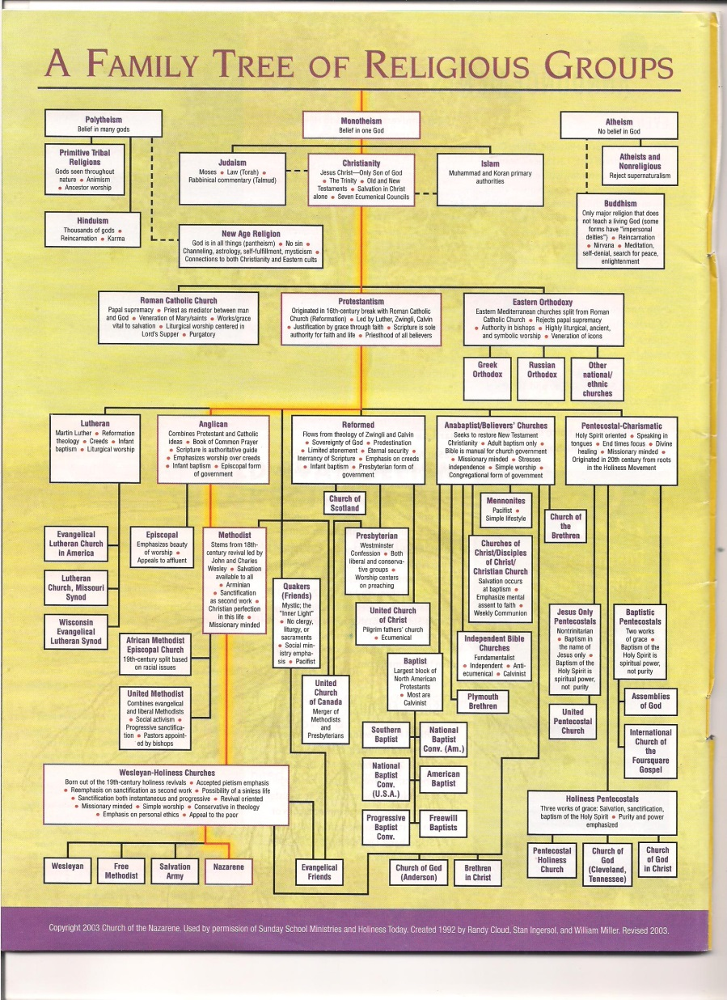 A FAMILY TREE OF RELIGIOUS GROUPS
Polytheism
Belief in many gods
Monotheism
Belief in one God
Atheism
No belief in God
Primitive Tribal
Religions
Gods seen throughout
nature • Animism
• Ancestor worship
Judaism
Moses • Law (Torah) •
Rabbinical commentary (Talmud)
Christianity
Jesus Christ—Only Son of God
• The Trinity • Old and New
Testaments • Salvation in Christ
alone • Seven Ecumenical Councils
Islam
Muhammad and Koran primary
authorities
Atheists and
Nonreligious
Reject supernaturalism
Hinduism
Thousands of gods •
Reincarnation • Karma
New Age Religion
God is in all things (pantheism) • No sin •
Channeling, astrology, self-fulfillment, mysticism •
Connections to both Christianity and Eastern cults
Buddhism
Only major religion that does
not teach a living God (some
forms have "impersonal
deities") • Reincarnation
• Nirvana • Meditation,
self-denial, search for peace,
enlightenment
Roman Catholic Church
Papal supremacy • Priest as mediator between man
and God • Veneration of Mary/saints • Works/grace
vital to salvation • Liturgical worship centered in
Lord's Supper • Purgatory
Protestantism
Originated in 16th-century break with Roman Catholic
Church (Reformation) • Led by Luther, Zwingli, Calvin
• Justification by grace through faith • Scripture is sole
authority for faith and life • Priesthood of all believers
Eastern Orthodoxy
Eastern Mediterranean churches split from Roman
Catholic Church • Rejects papal supremacy
• Authority in bishops • Highly liturgical, ancient,
and symbolic worship • Veneration of icons
Greek
Orthodox
Russian
Orthodox
Other
national/
ethnic
churches
Lutheran
Martin Luther • Reformation
theology • Creeds • Infant
baptism • Liturgical worship
Anglican
Combines Protestant and Catholic
ideas • Book of Common Prayer
• Scripture is authoritative guide
• Emphasizes worship over creeds
• Infant baptism • Episcopal form
of government
Reformed
Flows from theology of Zwingli and Calvin
• Sovereignty of God • Predestination
• Limited atonement • Eternal security •
Inerrancy of Scripture • Emphasis on creeds
• Infant baptism • Presbyterian form of
government
Anabaptist/Believers' Churches
Seeks to restore New Testament
Christianity • Adult baptism only •
Bible is manual for church government
• Missionary minded • Stresses
independence • Simple worship •
Congregational form of government
Pentecostal-Charismatic
Holy Spirit oriented • Speaking in
tongues • End times focus • Divine
healing • Missionary minded •
Originated in 20th century from roots
in the Holiness Movement
Church of
Scotland
Mennonites
Pacifist •
Simple lifestyle
Church of
the
Brethren
Evangelical
Lutheran Church
in America
Episcopal
Emphasizes beauty
of worship •
Appeals to affluent
Methodist
Stems from 18th-
century revival led by
John and Charles
Wesley • Salvation
available to all
• Arminian
• Sanctification
as second work •
Christian perfection
in this life •
Missionary minded
Presbyterian
Westminster
Confession • Both
liberal and conserva-
tive groups •
Worship centers
on preaching
Churches of
Christ/Disciples
of Christ/
Christian Church
Salvation occurs
at baptism •
Emphasize mental
assent to faith •
Weekly Communion
Lutheran
Church, Missouri
Synod
Quakers
(Friends)
Mystic; the
"Inner Light"
• No clergy,
liturgy, or
sacraments
• Social min-
istry empha-
sis • Pacifist
United Church
of Christ
Pilgrim fathers' church
• Ecumenical
Jesus Only
Pentecostals
Nontrinitarian
• Baptism in
the name of
Jesus only •
Baptism of the
Holy Spirit is
spiritual power,
not purity
Baptistic
Pentecostals
Two works
of grace •
Baptism of the
Holy Spirit is
spiritual power,
not purity
Wisconsin
Evangelical
Lutheran Synod
African Methodist
Episcopal Church
19th-century split based
on racial issues
Independent Bible
Churches
Fundamentalist
• Independent • Anti-
ecumenical • Calvinist
Baptist
Largest block of
North American
Protestants
• Most are
Calvinist
United
Church
of Canada
Merger of
Methodists
and
Presbyterians
United Methodist
Combines evangelical
and liberal Methodists
• Social activism •
Progressive sanctifica-
tion • Pastors appoint-
ed by bishops
Plymouth
Brethren
Assemblies
of God
United
Pentecostal
Church
Southern
Baptist
National
Baptist
Conv. (Am.)
International
Church of
the
Foursquare
Gospel
National
Baptist
Conv.
(U.S.A.)
American
Baptist
Wesleyan-Holiness Churches
Born out of the 19th-century holiness revivals • Accepted pietism emphasis
• Reemphasis on sanctification as second work • Possibility of a sinless life
• Sanctification both instantaneous and progressive • Revival oriented
• Missionary minded • Simple worship • Conservative in theology
• Emphasis on personal ethics • Appeal to the poor
Progressive
Baptist
Conv.
Freewill
Baptists
Holiness Pentecostals
Three works of grace: Salvation, sanctification,
baptism of the Holy Spirit • Purity and power
emphasized
Wesleyan
Free
Methodist
Salvation
Army
Nazarene
Evangelical
Friends
Church of God
(Anderson)
Brethren
in Christ
Pentecostal
Holiness
Church
Church of
God
(Cleveland,
Tennessee)
Church
of God
in Christ
Copyright 2003 Church of the Nazarene. Used by permission of Sunday School Ministries and Holiness Today. Created 1992 by Randy Cloud, Stan Ingersol, and William Miller. Revised 2003.